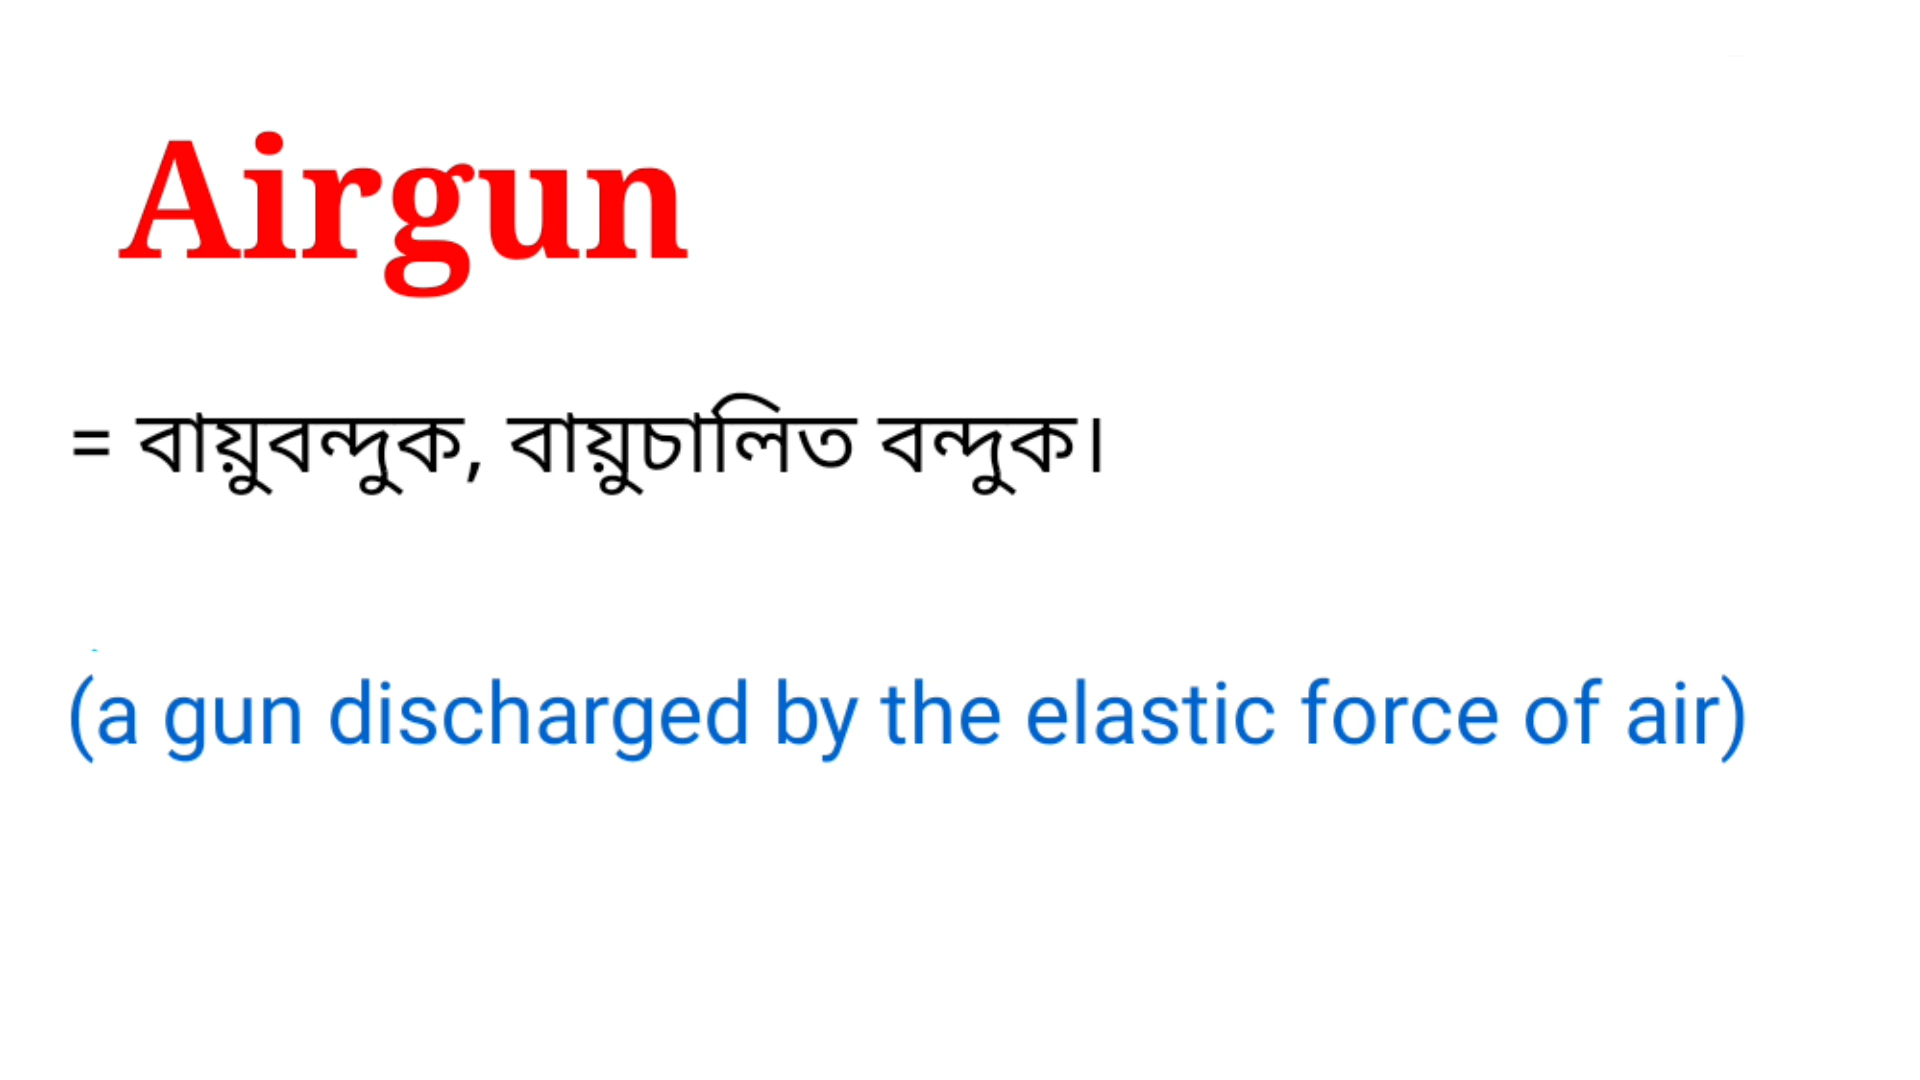 Airgun
= বায়ুবন্দুক, বায়ুচালিত বন্দুক।
(a gun discharged by the elastic force of air)